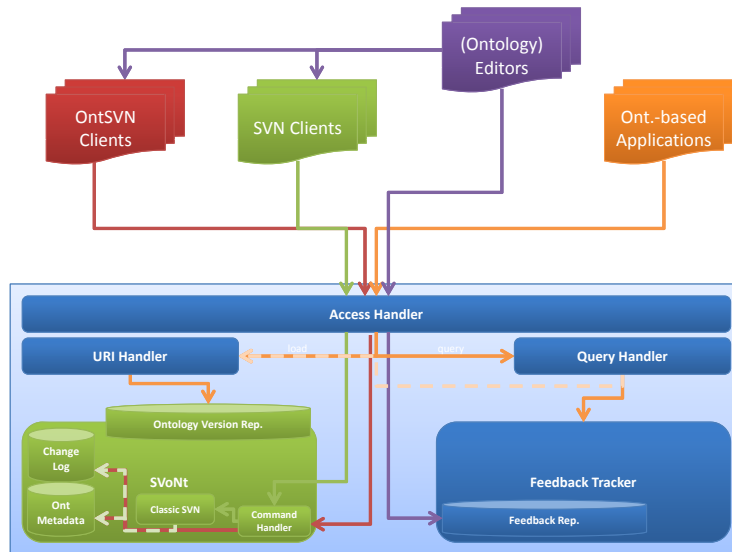 (Ontology)
Editors
OntSVN
Clients
SVN Clients
Ont.-based
Applications
Access Handler
URI Handler
load
query
Query Handler
Ontology Version Rep.
Change
Log
SVoNt
Feedback Tracker
Ont
Metadata
Classic SVN
Command
Handler
Feedback Rep.